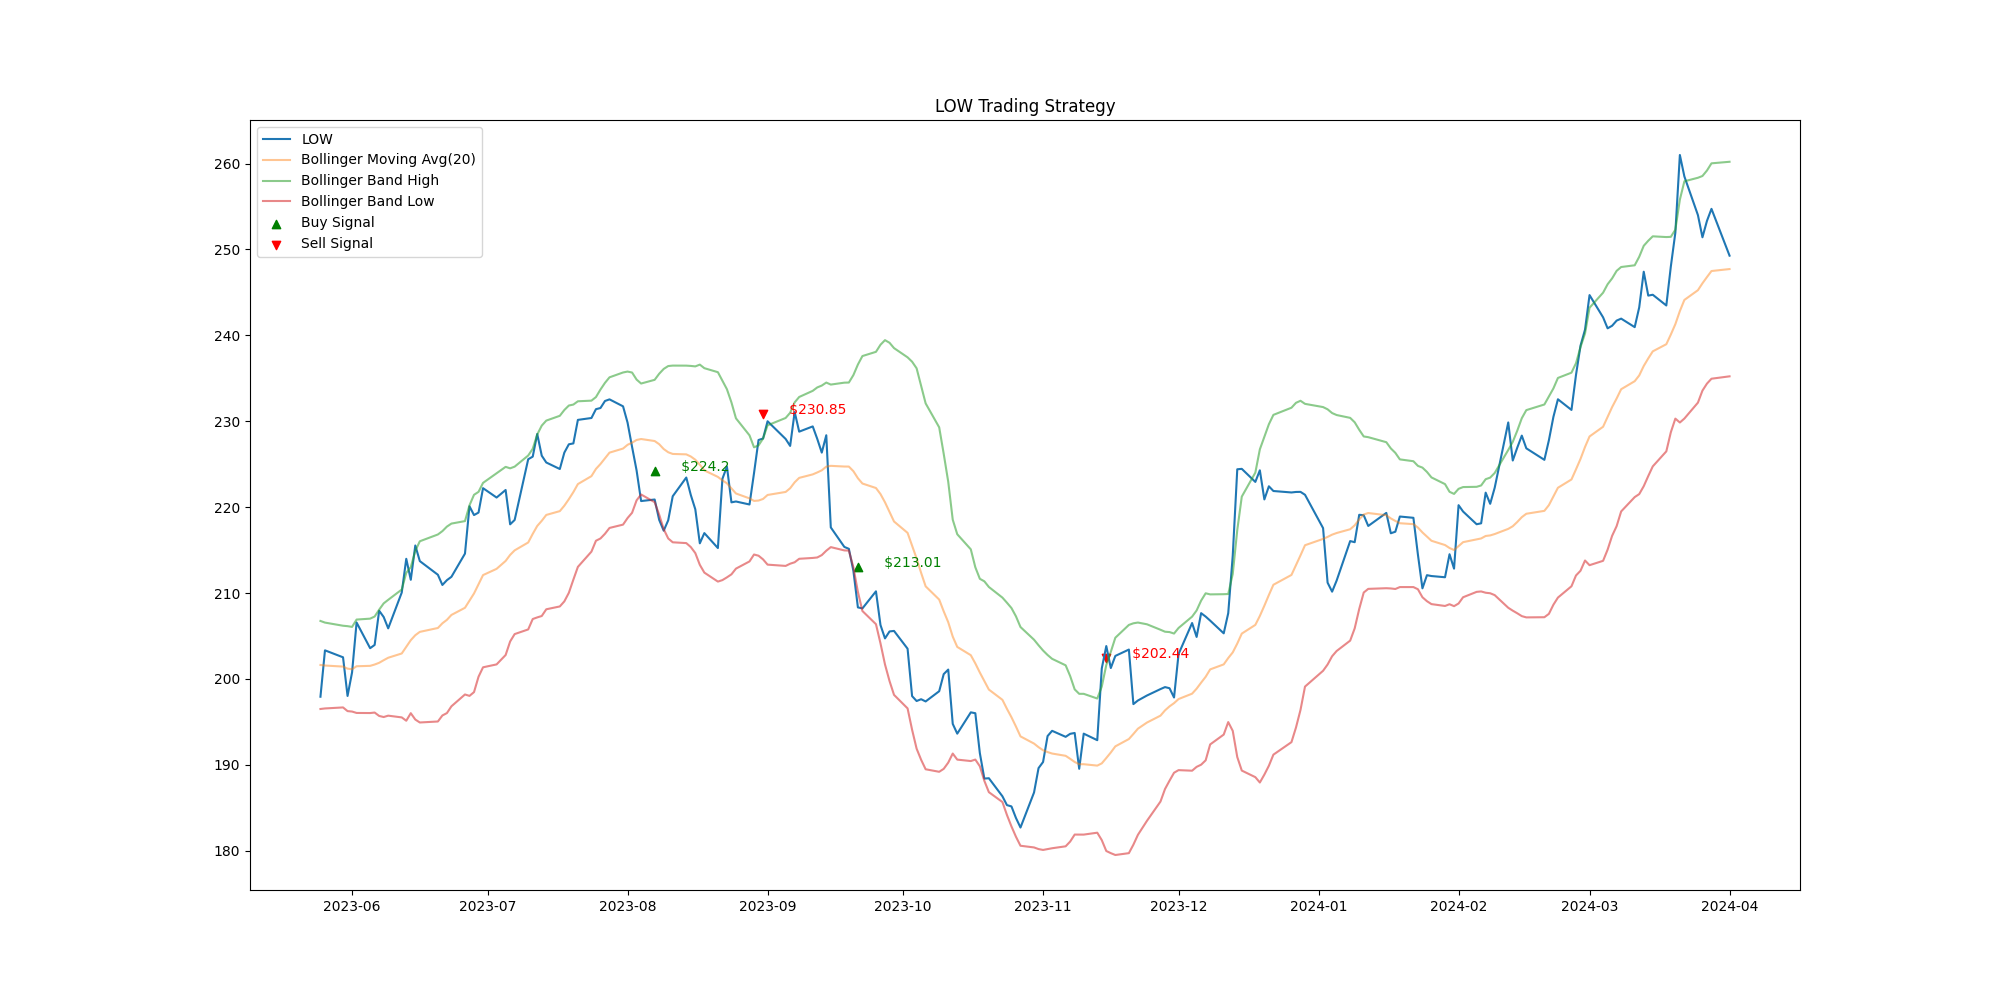 LOW Trading Strategy
LOW
Bollinger Moving Avg(20)
Bollinger Band High
Bollinger Band Low
Buy Signal
Sell Signal
260
250
240
230
220
210
200
190
180
$230.85
$224.2
$213.01
$202.44
2023-06 2023-07 2023-08 2023-09 2023-10 2023-11 2023-12 2024-01 2024-02 2024-03 2024-04